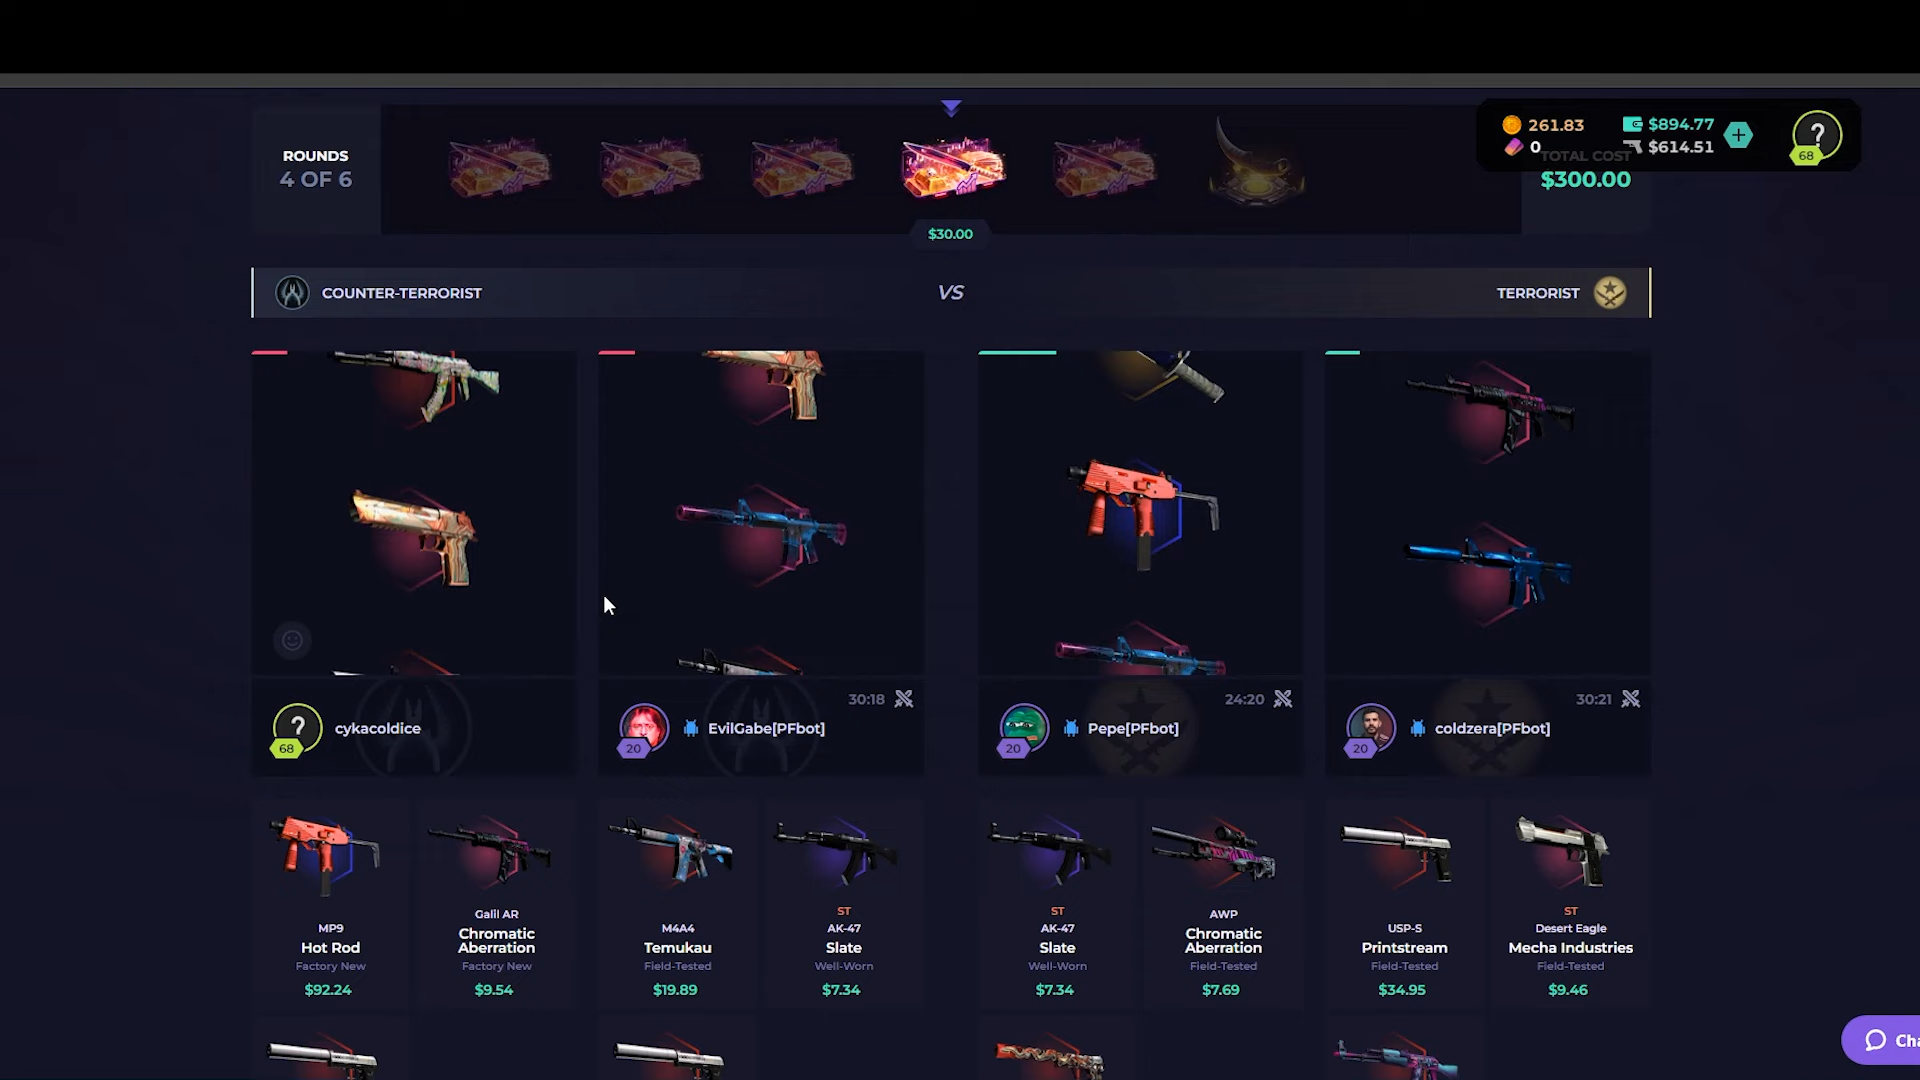 ROUNDS
4 OF 6
$30.00
261.83
$894.77
0
$614.51
68
TOTAL COST
$300.00
COUNTER-TERRORIST
VS
TERRORIST
30:18
24:20
30:21
?
68
cykacoldice
20
EvilGabe[PFbot]
20
Pepe[PFbot]
20
coldzera[PFbot]
MP9
Hot Rod
Factory New
$92.24
Galil AR
Chromatic
Aberration
Factory New
$9.54
M4A4
Temukau
Field-Tested
$19.89
ST
AK-47
Slate
Well-Worn
$7.34
ST
AK-47
Slate
Well-Worn
$7.34
AWP
Chromatic
Aberration
Field-Tested
$7.69
USP-S
Printstream
Field-Tested
$34.95
ST
Desert Eagle
Mecha Industries
Field-Tested
$9.46
Cha